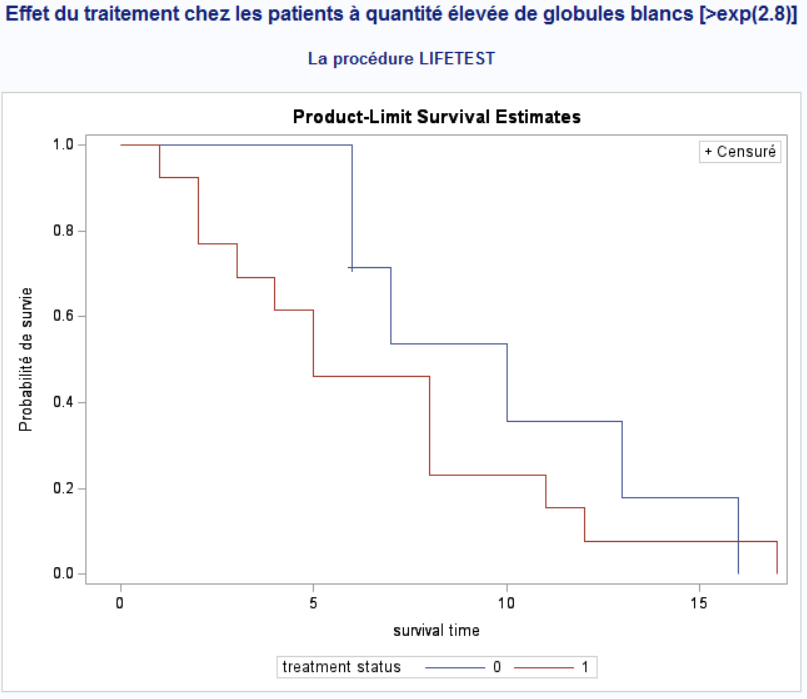 Effet du traitement chez les patients à quantité élevée de globules blancs [>exp(2.8)]
La procédure LIFETEST
Product-Limit Survival Estimates
+ Censuré
1.0
0.8
0.6
0.4
0.2
0.0
Probabilité de survie
0 5 10 15
survival time
treatment status 0 1